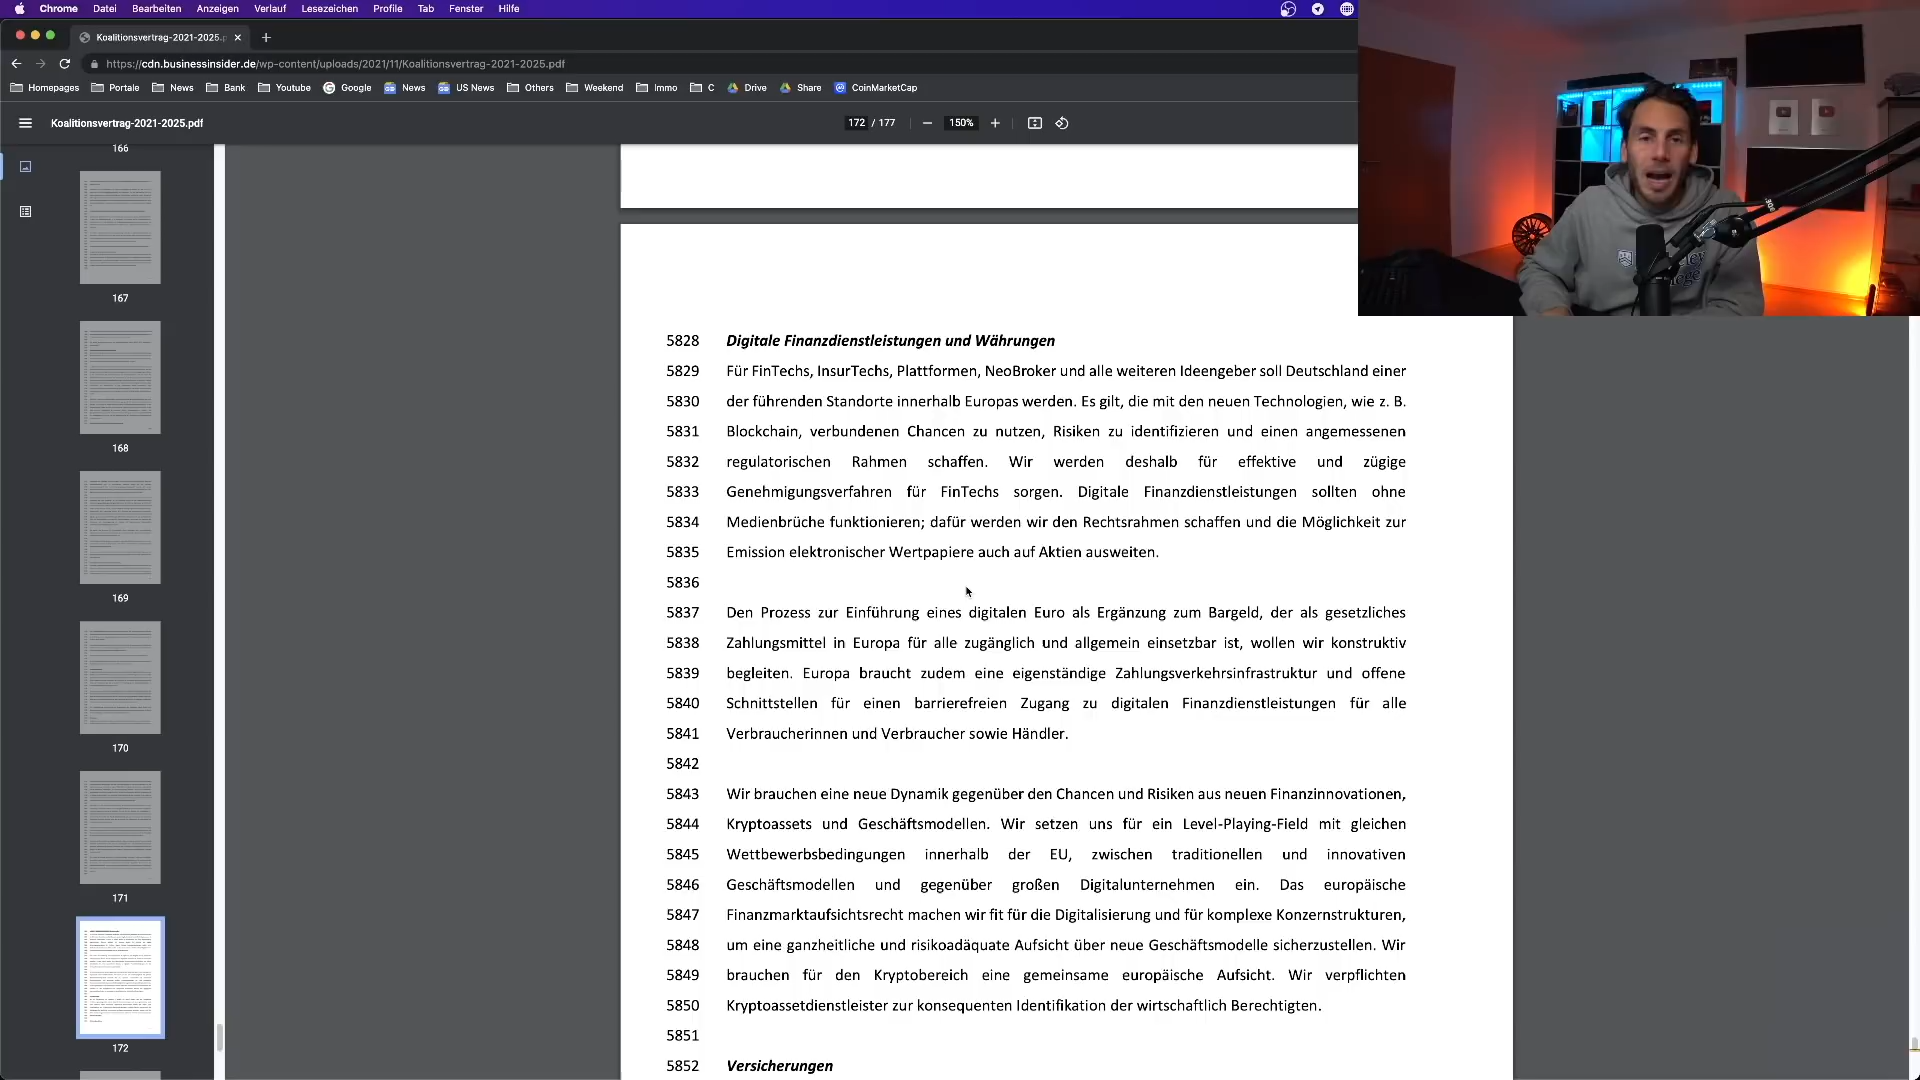 Chrome Datei Bearbeiten Anzeigen Verlauf Lesezeichen Profile Tab Fenster Hilfe
Koalitionsvertrag-2021-2025.p
https://cdn.businessinsider.de/wp-content/uploads/2021/11/Koalitionsvertrag-2021-2025.pdf
Homepages Portale News Bank Youtube Google News US News Others Weekend Immo C Drive Share CoinMarketCap
Koalitionsvertrag-2021-2025.pdf
172 / 177
150%
166
167
168
169
170
171
172
5828 Digitale Finanzdienstleistungen und Währungen
5829 Für FinTechs, InsurTechs, Plattformen, NeoBroker und alle weiteren Ideengeber soll Deutschland einer
5830 der führenden Standorte innerhalb Europas werden. Es gilt, die mit den neuen Technologien, wie z. B.
5831 Blockchain, verbundenen Chancen zu nutzen, Risiken zu identifizieren und einen angemessenen
5832 regulatorischen Rahmen schaffen. Wir werden deshalb für effektive und zügige
5833 Genehmigungsverfahren für FinTechs sorgen. Digitale Finanzdienstleistungen sollten ohne
5834 Medienbrüche funktionieren; dafür werden wir den Rechtsrahmen schaffen und die Möglichkeit zur
5835 Emission elektronischer Wertpapiere auch auf Aktien ausweiten.
5836
5837 Den Prozess zur Einführung eines digitalen Euro als Ergänzung zum Bargeld, der als gesetzliches
5838 Zahlungsmittel in Europa für alle zugänglich und allgemein einsetzbar ist, wollen wir konstruktiv
5839 begleiten. Europa braucht zudem eine eigenständige Zahlungsverkehrsinfrastruktur und offene
5840 Schnittstellen für einen barrierefreien Zugang zu digitalen Finanzdienstleistungen für alle
5841 Verbraucherinnen und Verbraucher sowie Händler.
5842
5843 Wir brauchen eine neue Dynamik gegenüber den Chancen und Risiken aus neuen Finanzinnovationen,
5844 Kryptoassets und Geschäftsmodellen. Wir setzen uns für ein Level-Playing-Field mit gleichen
5845 Wettbewerbsbedingungen innerhalb der EU, zwischen traditionellen und innovativen
5846 Geschäftsmodellen und gegenüber großen Digitalunternehmen ein. Das europäische
5847 Finanzmarktaufsichtsrecht machen wir fit für die Digitalisierung und für komplexe Konzernstrukturen,
5848 um eine ganzheitliche und risikoadäquate Aufsicht über neue Geschäftsmodelle sicherzustellen. Wir
5849 brauchen für den Kryptobereich eine gemeinsame europäische Aufsicht. Wir verpflichten
5850 Kryptoassetdienstleister zur konsequenten Identifikation der wirtschaftlich Berechtigten.
5851
5852 Versicherungen